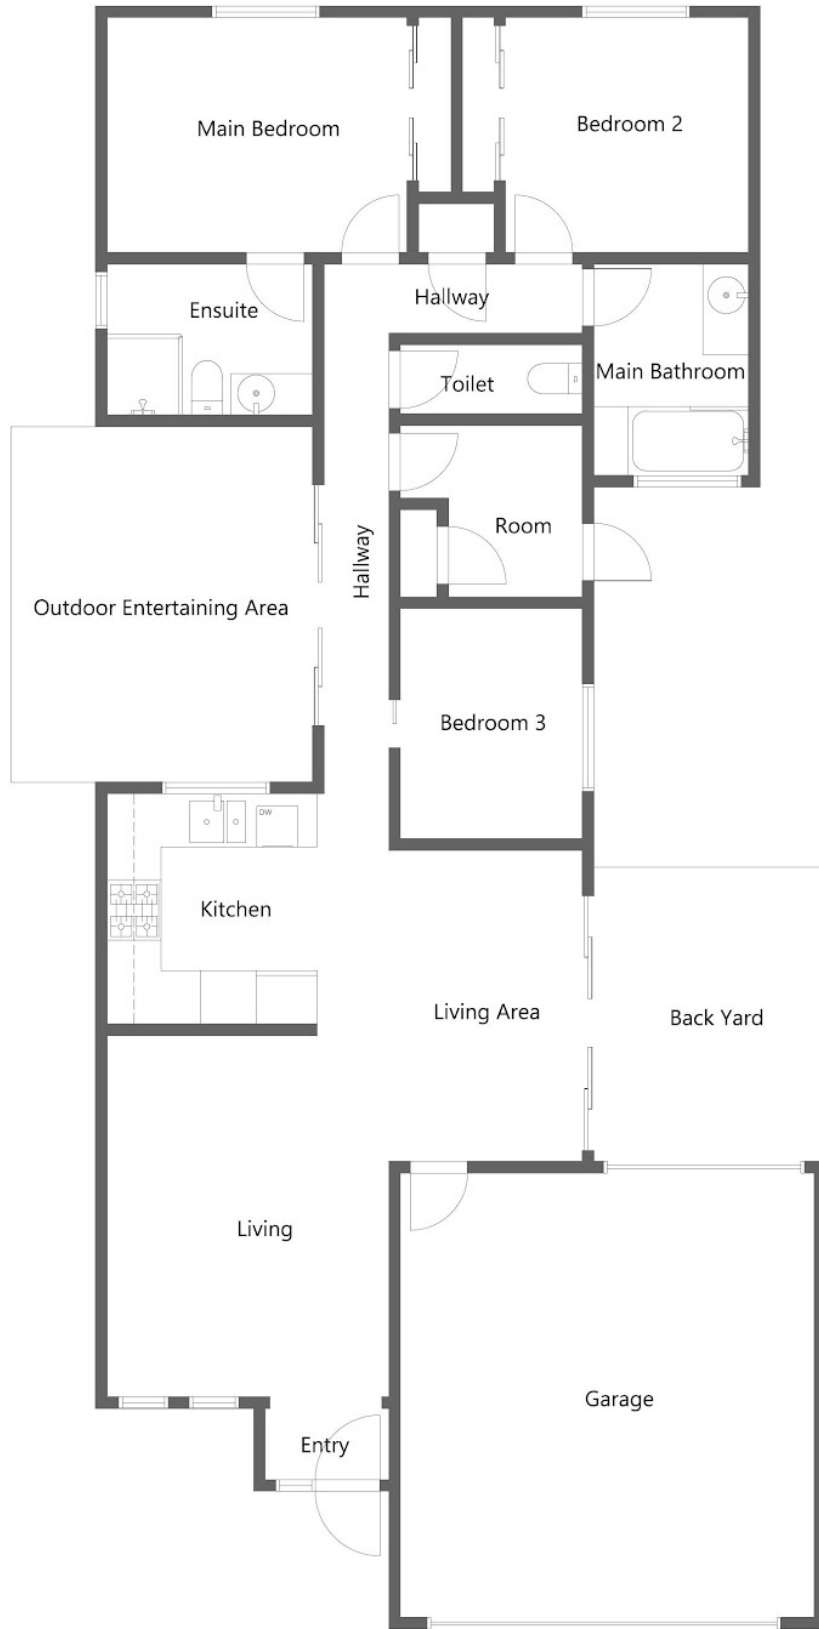 Main Bedroom
Bedroom 2
Hallway
Ensuite
Main Bathroom
Toilet
Room
Hallway
Outdoor Entertaining Area
Bedroom 3
DW
Kitchen
Living Area
Back Yard
Living
Garage
Entry